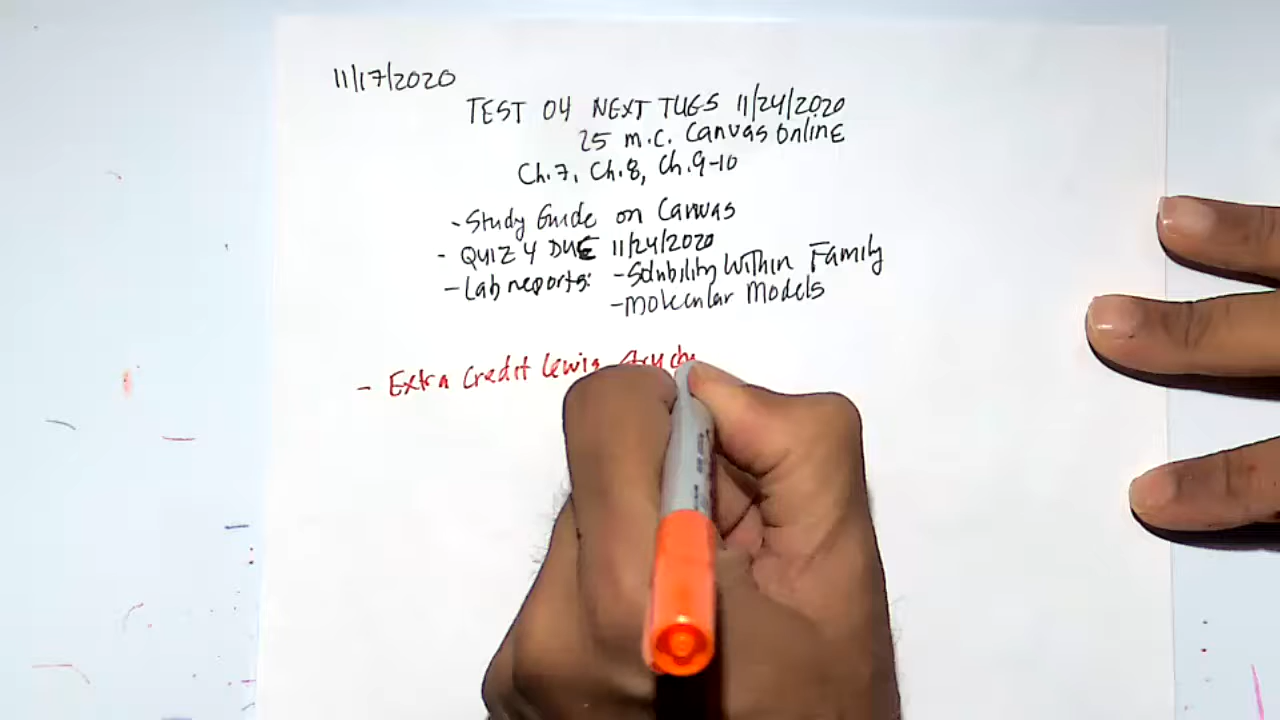 11/17/2020
TEST 04 NEXT TUES 11/24/2020
25 m.c. Canvas Online
Ch.7, Ch.8, Ch.9-10
- Study Guide on Canvas
- QUIZ 4 DUE 11/24/2020
- Lab reports: - Solubility Within Family
- Molecular Models
- Extra Credit Lewis